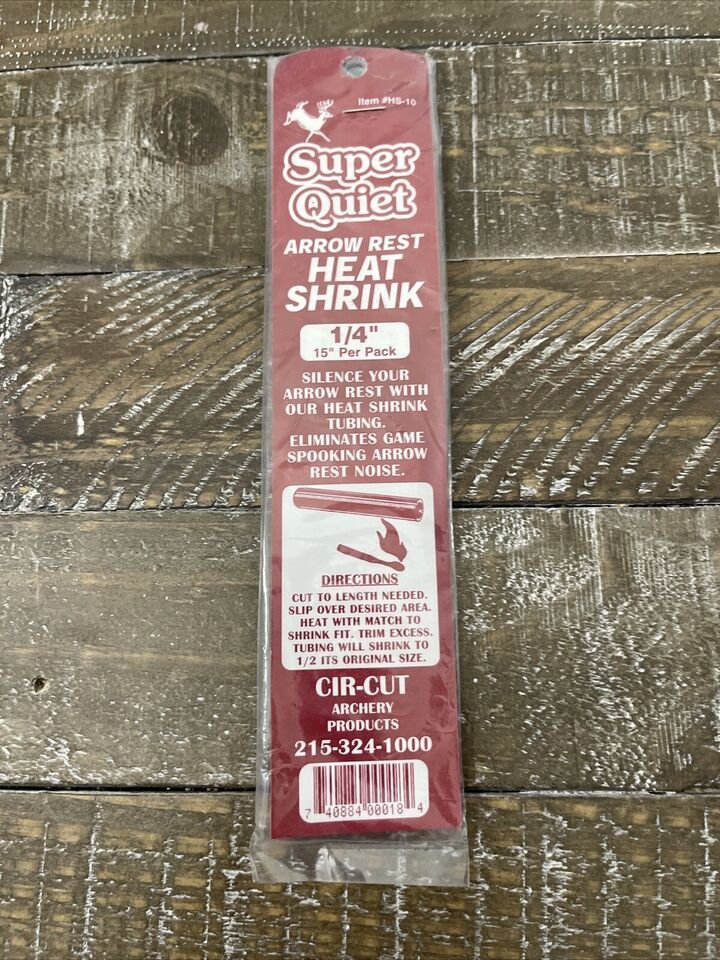 Item #HS-10
Super
Quiet
ARROW REST
HEAT
SHRINK
1/4"
15" Per Pack
SILENCE YOUR
ARROW REST WITH
OUR HEAT SHRINK
TUBING.
ELIMINATES GAME
SPOOKING ARROW
REST NOISE.
DIRECTIONS
CUT TO LENGTH NEEDED.
SLIP OVER DESIRED AREA.
HEAT WITH MATCH TO
SHRINK FIT. TRIM EXCESS.
TUBING WILL SHRINK TO
1/2 ITS ORIGINAL SIZE.
CIR-CUT
ARCHERY
PRODUCTS
215-324-1000
7 40884 00018 4